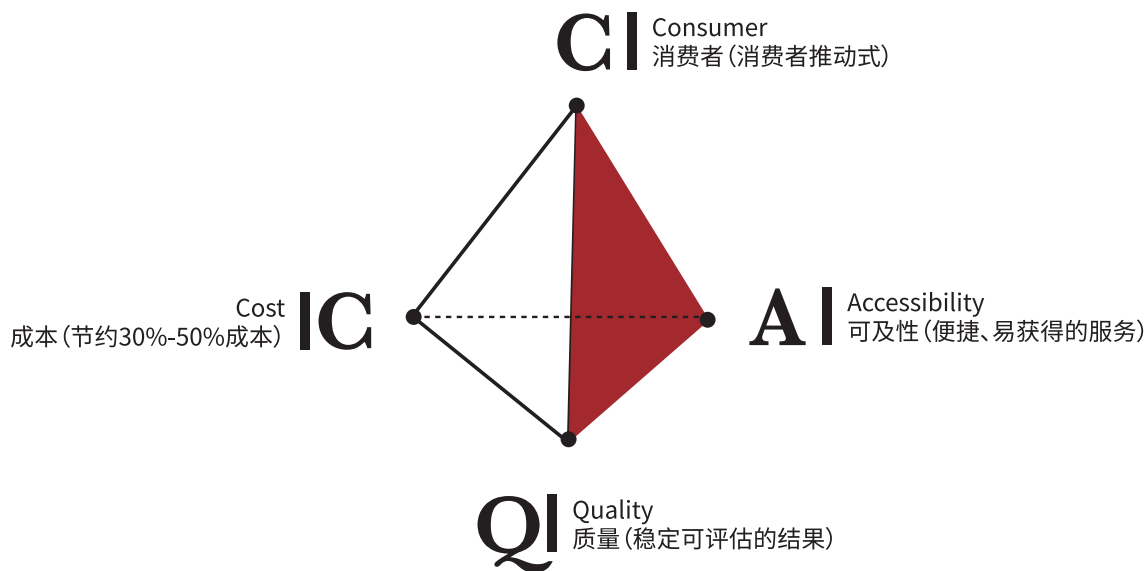 C
Consumer
消费者（消费者推动式）
Cost
成本（节约30%-50%成本）
C
A
Accessibility
可及性（便捷、易获得的服务）
Q
Quality
质量（稳定可评估的结果）